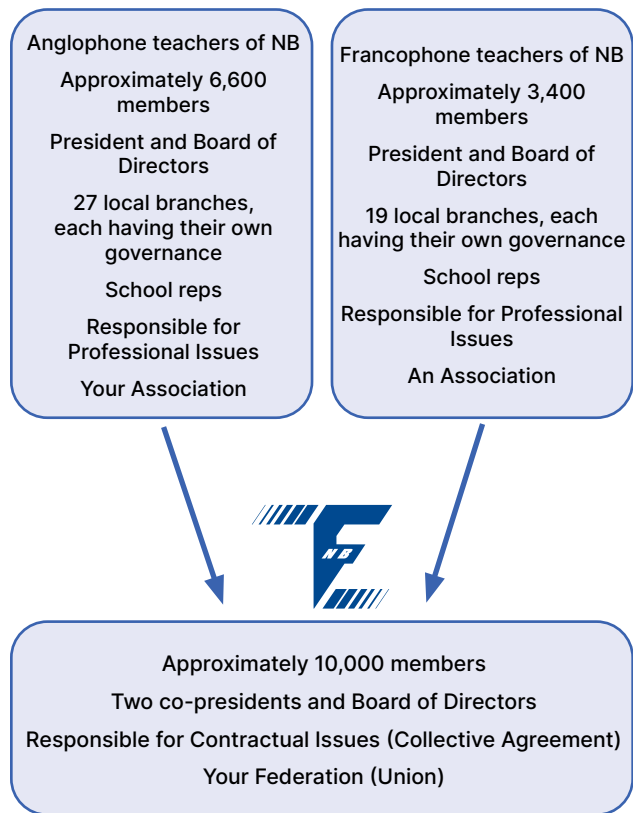 Anglophone teachers of NB
Approximately 6,600
members
President and Board of
Directors
27 local branches,
each having their own
governance
School reps
Responsible for
Professional Issues
Your Association
Francophone teachers of NB
Approximately 3,400
members
President and Board of
Directors
19 local branches, each
having their own governance
School reps
Responsible for Professional
Issues
An Association
NB
Approximately 10,000 members
Two co-presidents and Board of Directors
Responsible for Contractual Issues (Collective Agreement)
Your Federation (Union)